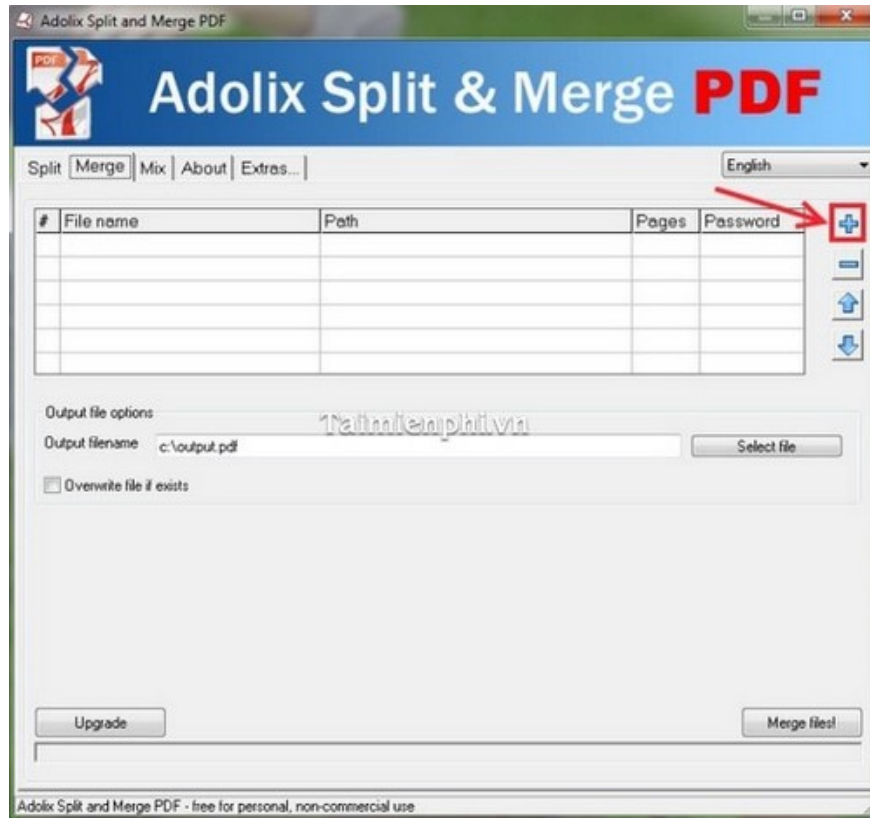 Adolix Split and Merge PDF
PDF
Adolix Split & Merge PDF
Split Merge Mix About Extras... English
# File name Path Pages Password
Output file options
Taimienphi.vn
Output filename c:\output.pdf Select file
Overwrite file if exists
Upgrade Merge files!
Adolix Split and Merge PDF - free for personal, non-commercial use